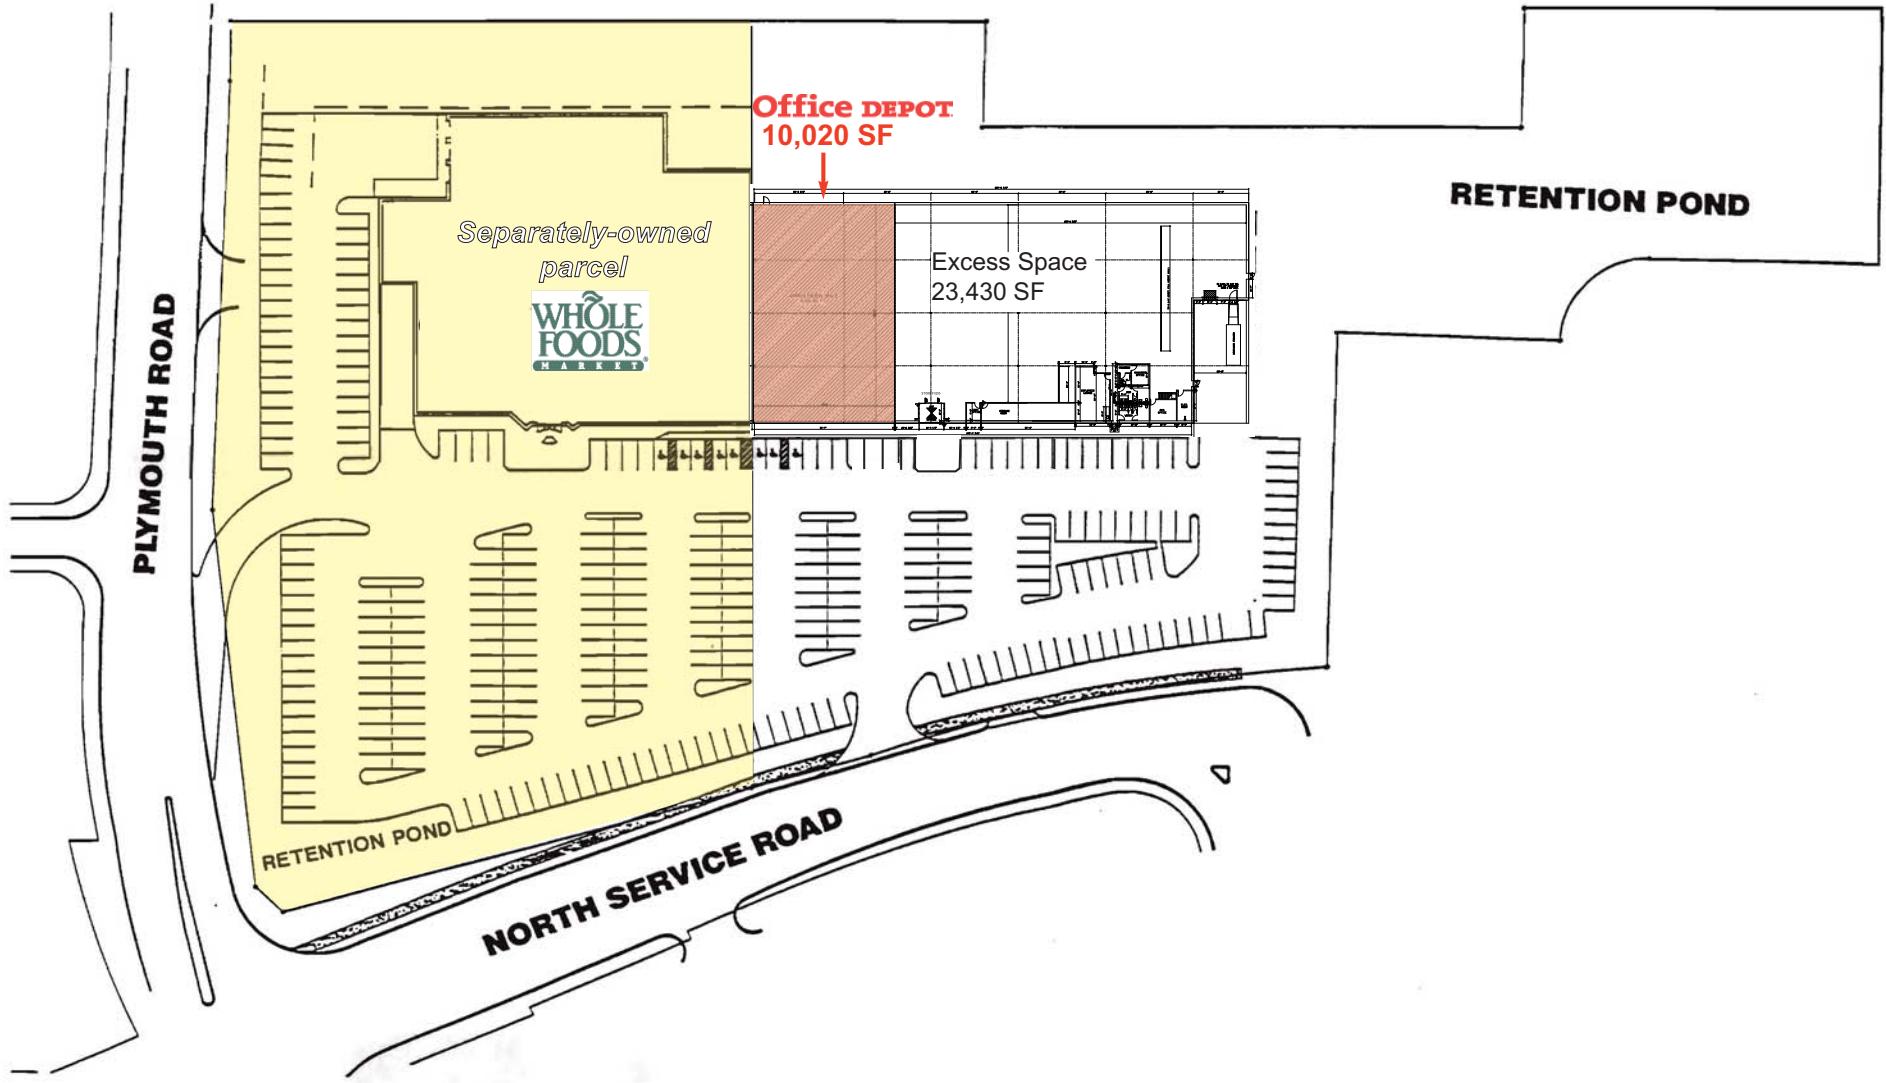 Office DEPOT
10,020 SF
RETENTION POND
Separately-owned
parcel
WHOLE
FOODS
MARKET
Excess Space
23,430 SF
PLYMOUTH ROAD
RETENTION POND
NORTH SERVICE ROAD